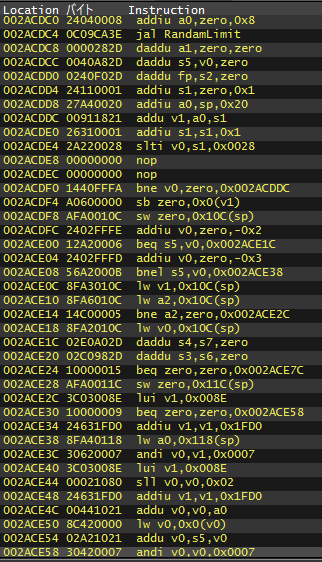 Location バイト Instruction
002ACDC0 24040008 addiu a0,zero,0x8
002ACDC4 0C09CA3E jal RandamLimit
002ACDC8 0000282D daddu a1,zero,zero
002ACDCC 0040A82D daddu s5,v0,zero
002ACDD0 0240F02D daddu fp,s2,zero
002ACDD4 24110001 addiu s1,zero,0x1
002ACDD8 27A40020 addiu a0,sp,0x20
002ACDDC 00911821 addu v1,a0,s1
002ACDE0 26310001 addiu s1,s1,0x1
002ACDE4 2A220028 slti v0,s1,0x0028
002ACDE8 00000000 nop
002ACDEC 00000000 nop
002ACDF0 1440FFFA bne v0,zero,0x002ACDDC
002ACDF4 A0600000 sb zero,0x0(v1)
002ACDF8 AFA0010C sw zero,0x10C(sp)
002ACDFC 2402FFFE addiu v0,zero,-0x2
002ACE00 12A20006 beq s5,v0,0x002ACE1C
002ACE04 2402FFFD addiu v0,zero,-0x3
002ACE08 56A2000B bnel s5,v0,0x002ACE38
002ACE0C 8FA3010C lw v1,0x10C(sp)
002ACE10 8FA6010C lw a2,0x10C(sp)
002ACE14 14C00005 bne a2,zero,0x002ACE2C
002ACE18 8FA2010C lw v0,0x10C(sp)
002ACE1C 02E0A02D daddu s4,s7,zero
002ACE20 02C0982D daddu s3,s6,zero
002ACE24 10000015 beq zero,zero,0x002ACE7C
002ACE28 AFA0011C sw zero,0x11C(sp)
002ACE2C 3C03008E lui v1,0x008E
002ACE30 10000009 beq zero,zero,0x002ACE58
002ACE34 24631FD0 addiu v1,v1,0x1FD0
002ACE38 8FA40118 lw a0,0x118(sp)
002ACE3C 30620007 andi v0,v1,0x0007
002ACE40 3C03008E lui v1,0x008E
002ACE44 00021080 sll v0,v0,0x02
002ACE48 24631FD0 addiu v1,v1,0x1FD0
002ACE4C 00441021 addu v0,v0,a0
002ACE50 8C420000 lw v0,0x0(v0)
002ACE54 02A21021 addu v0,s5,v0
002ACE58 30420007 andi v0,v0,0x0007